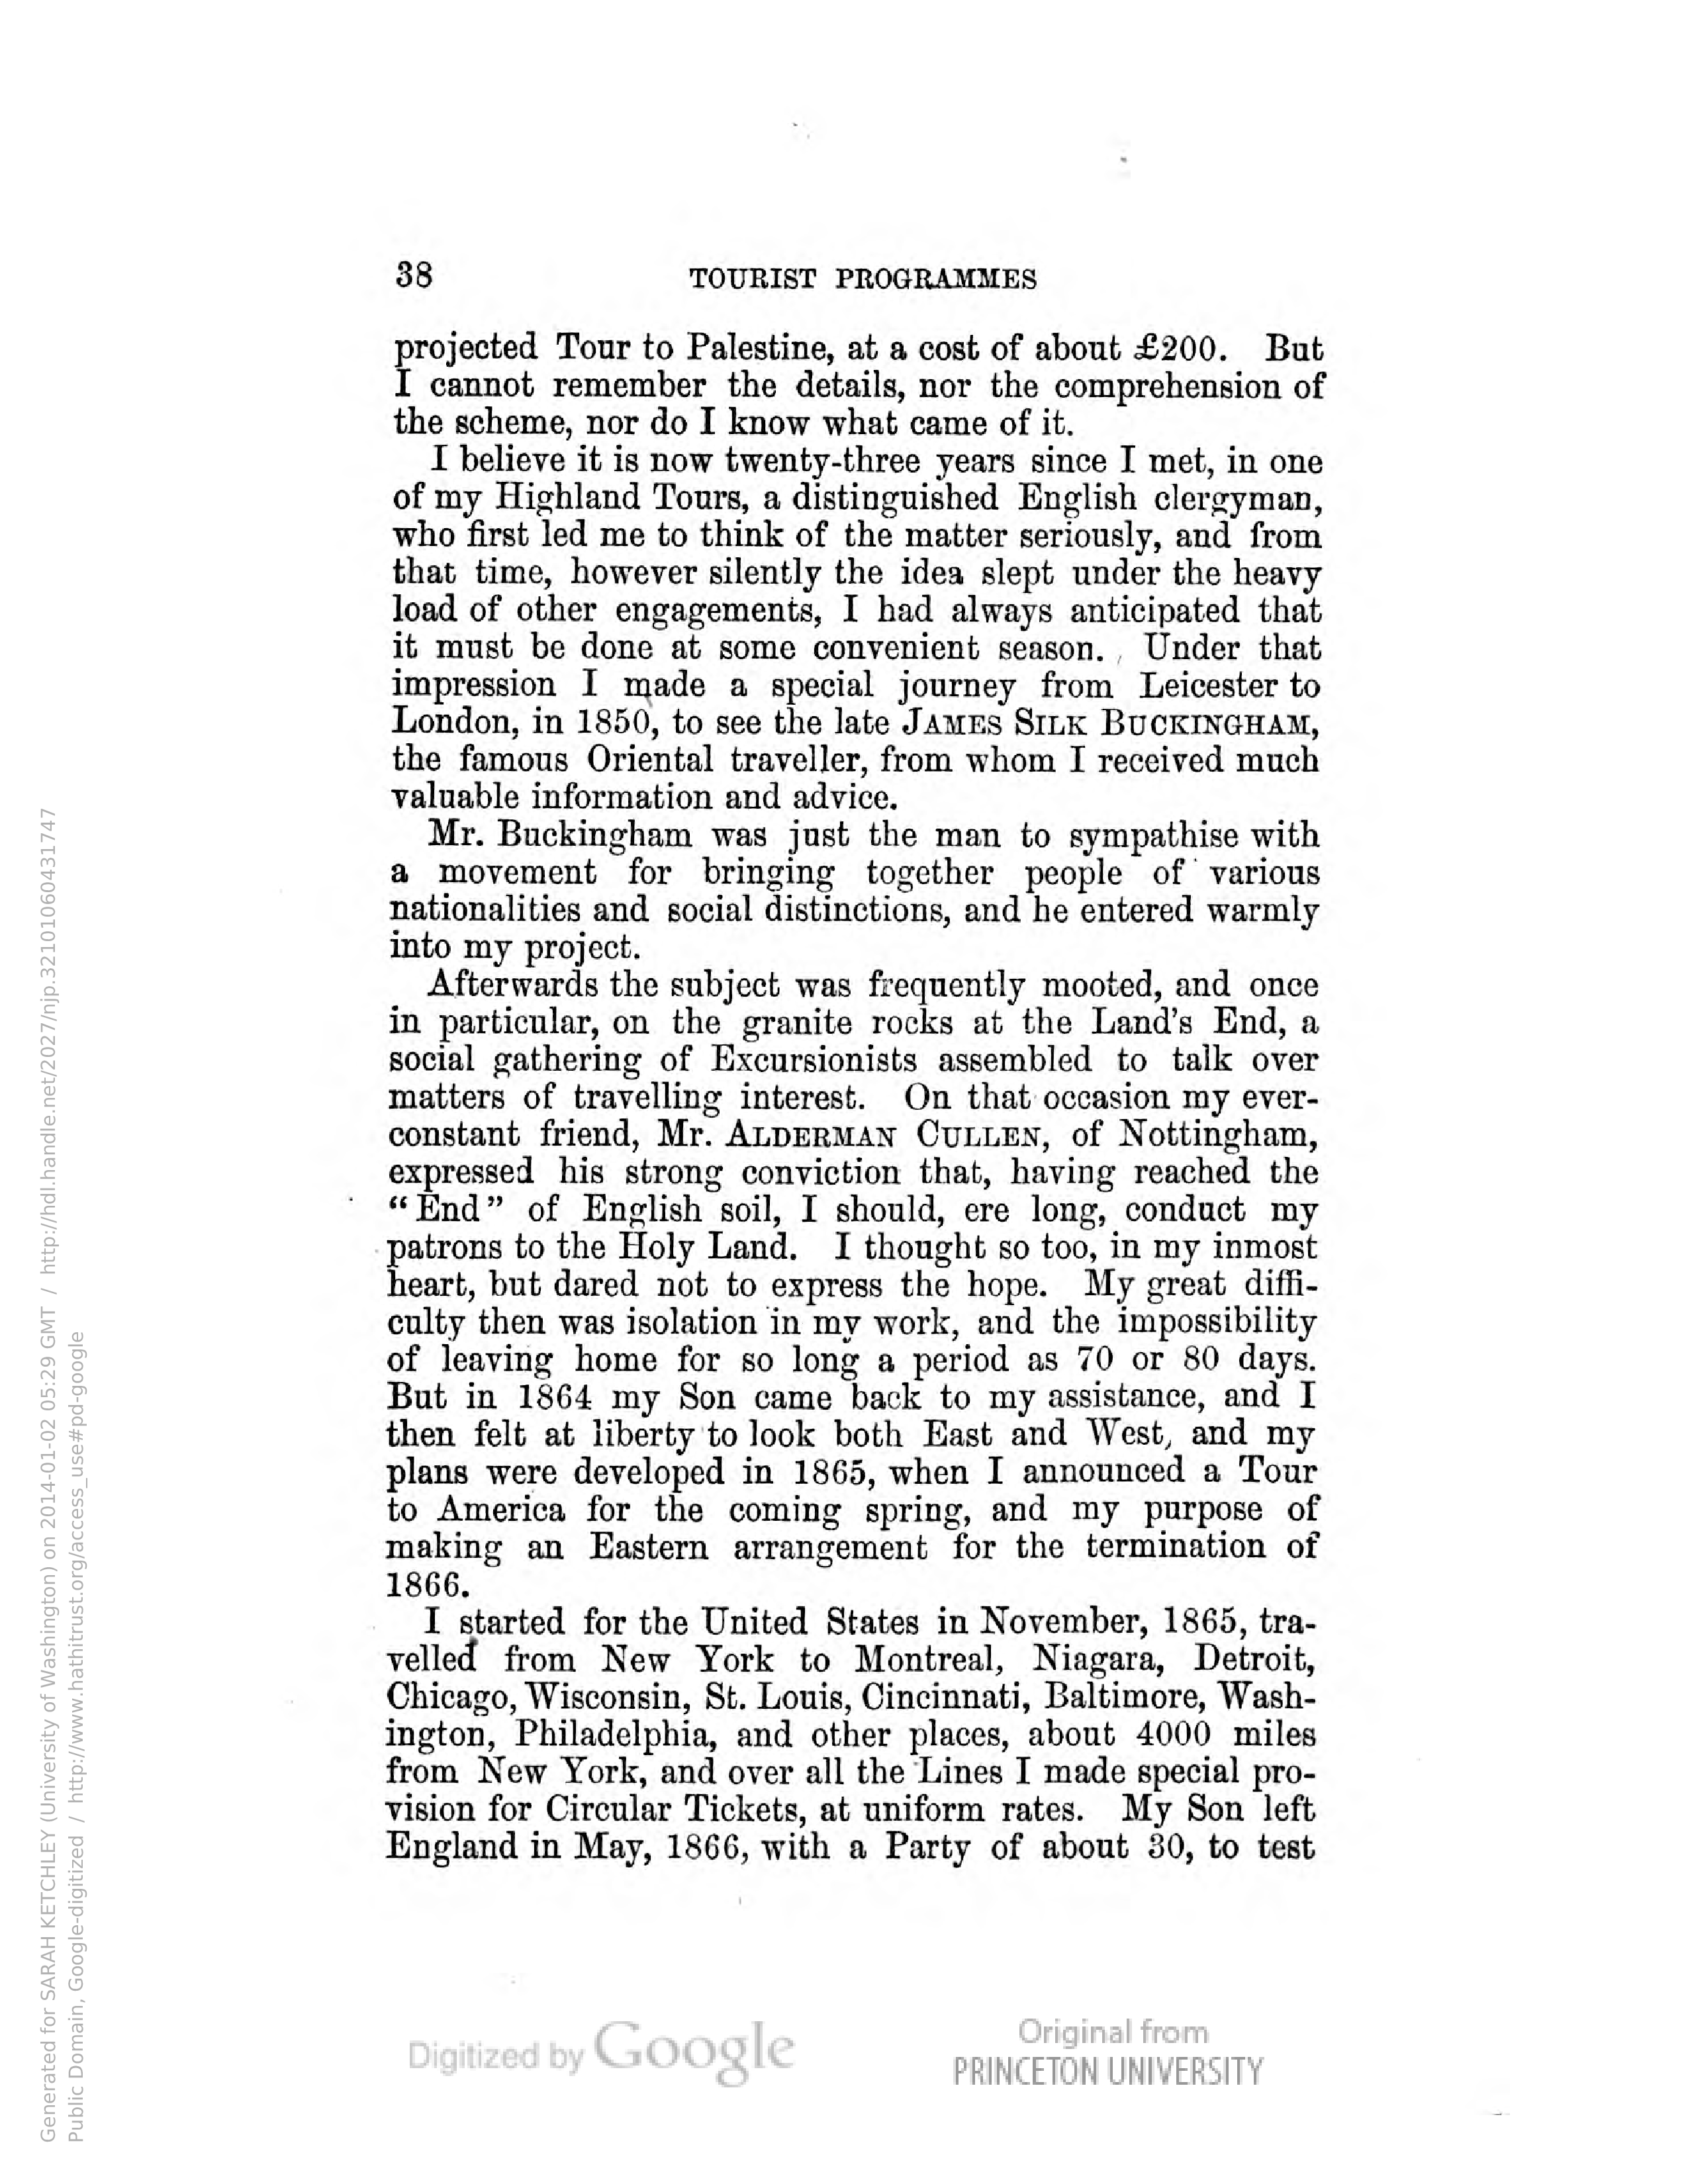 38 TOURIST PROGRAMMES
projected Tour to Palestine, at a cost of about £200. But
I cannot remember the details, nor the comprehension of
the scheme, nor do I know what came of it.
I believe it is now twenty-three years since I met, in one
of my Highland Tours, a distinguished English clergyman,
who first led me to think of the matter seriously, and from
that time, however silently the idea slept under the heavy
load of other engagements, I had always anticipated that
it must be done at some convenient season. Under that
impression I made a special journey from Leicester to
London, in 1850, to see the late JAMES SILK BUCKINGHAM,
the famous Oriental traveller, from whom I received much
valuable information and advice.
Mr. Buckingham was just the man to sympathise with
a movement for bringing together people of various
nationalities and social distinctions, and he entered warmly
into my project.
Afterwards the subject was frequently mooted, and once
in particular, on the granite rocks at the Land's End, a
social gathering of Excursionists assembled to talk over
matters of travelling interest. On that occasion my ever-
constant friend, Mr. ALDERMAN CULLEN, of Nottingham,
expressed his strong conviction that, having reached the
"End" of English soil, I should, ere long, conduct my
patrons to the Holy Land. I thought so too, in my inmost
heart, but dared not to express the hope. My great diffi-
culty then was isolation in my work, and the impossibility
of leaving home for so long a period as 70 or 80 days.
But in 1864 my Son came back to my assistance, and I
then felt at liberty to look both East and West, and my
plans were developed in 1865, when I announced a Tour
to America for the coming spring, and my purpose of
making an Eastern arrangement for the termination of
1866.
I started for the United States in November, 1865, tra-
velled from New York to Montreal, Niagara, Detroit,
Chicago, Wisconsin, St. Louis, Cincinnati, Baltimore, Wash-
ington, Philadelphia, and other places, about 4000 miles
from New York, and over all the Lines I made special pro-
vision for Circular Tickets, at uniform rates. My Son left
England in May, 1866, with a Party of about 30, to test
Digitized by Google
Original from
PRINCETON UNIVERSITY
Generated for SARAH KETCHLEY (University of Washington) on 2014-01-02 05:29 GMT / http://hdl.handle.net/2027/njp.32101060431747
Public Domain, Google-digitized / http://www.hathitrust.org/access_use#pd-google